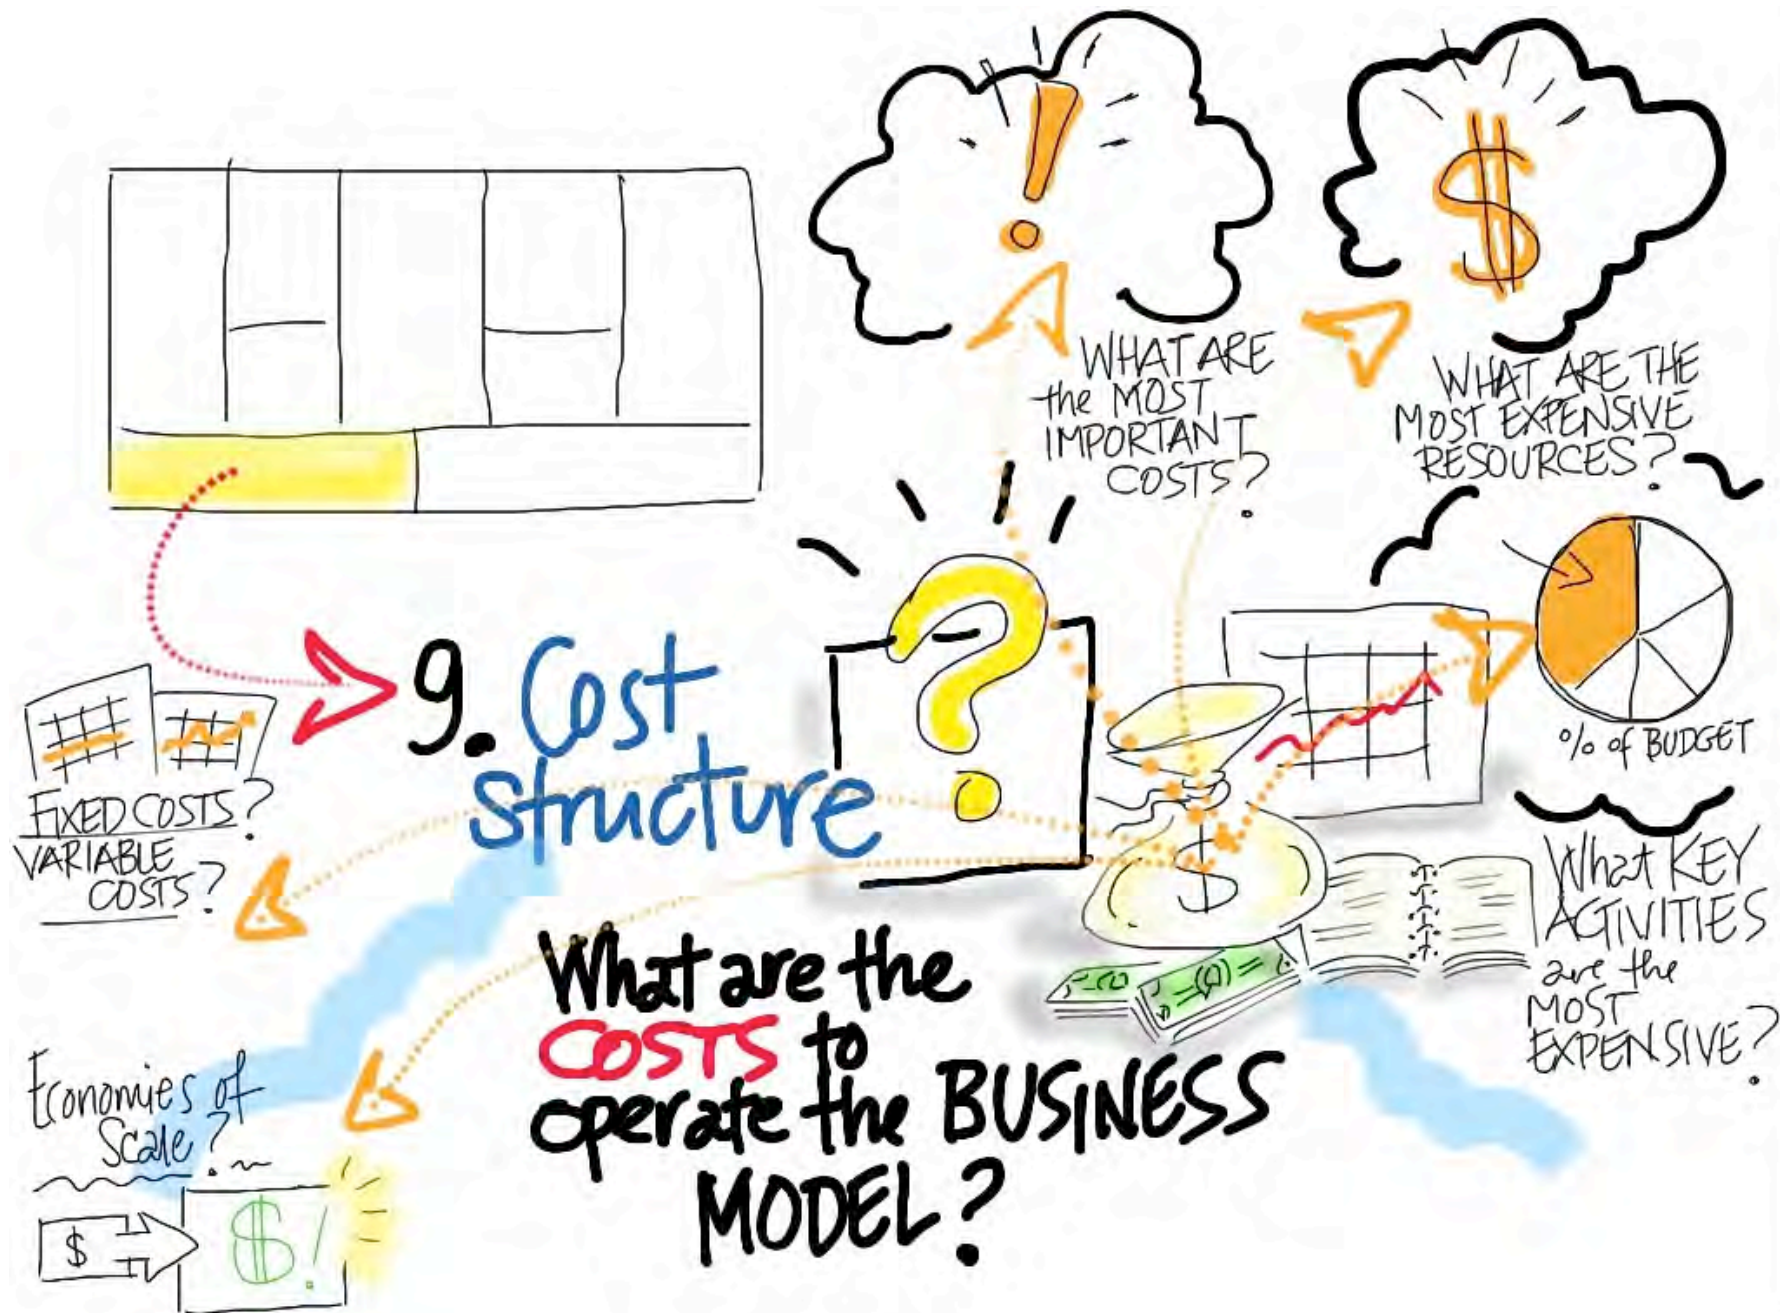 WHAT ARE
the MOST
IMPORTANT
COSTS?
WHAT ARE THE
MOST EXPENSIVE
RESOURCES?
% of BUDGET
9. Cost
structure
FIXED COSTS?
VARIABLE
COSTS?
$
What KEY
ACTIVITIES
are the
MOST
EXPENSIVE?
What are the
COSTS to
operate the BUSINESS
MODEL?
Economies of
Scale?
$
$!